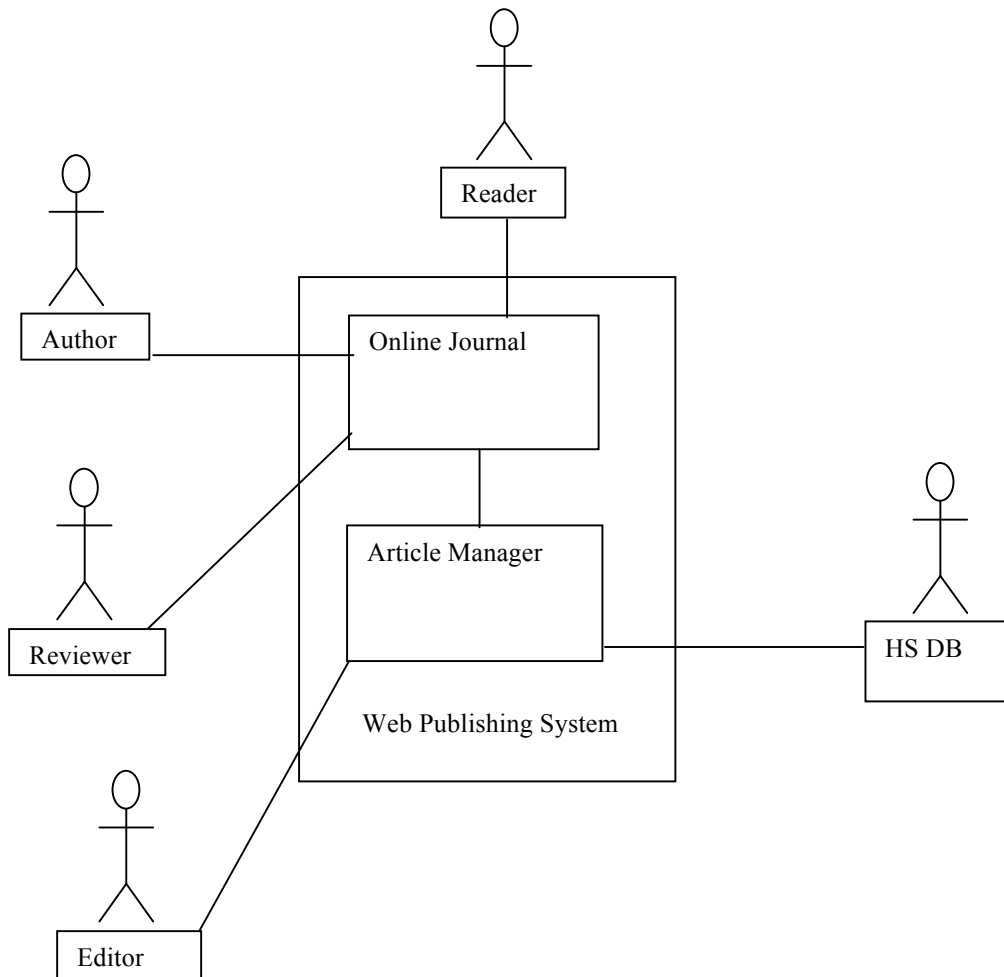 Reader
Author
Online Journal
Article Manager
Reviewer
HS DB
Web Publishing System
Editor